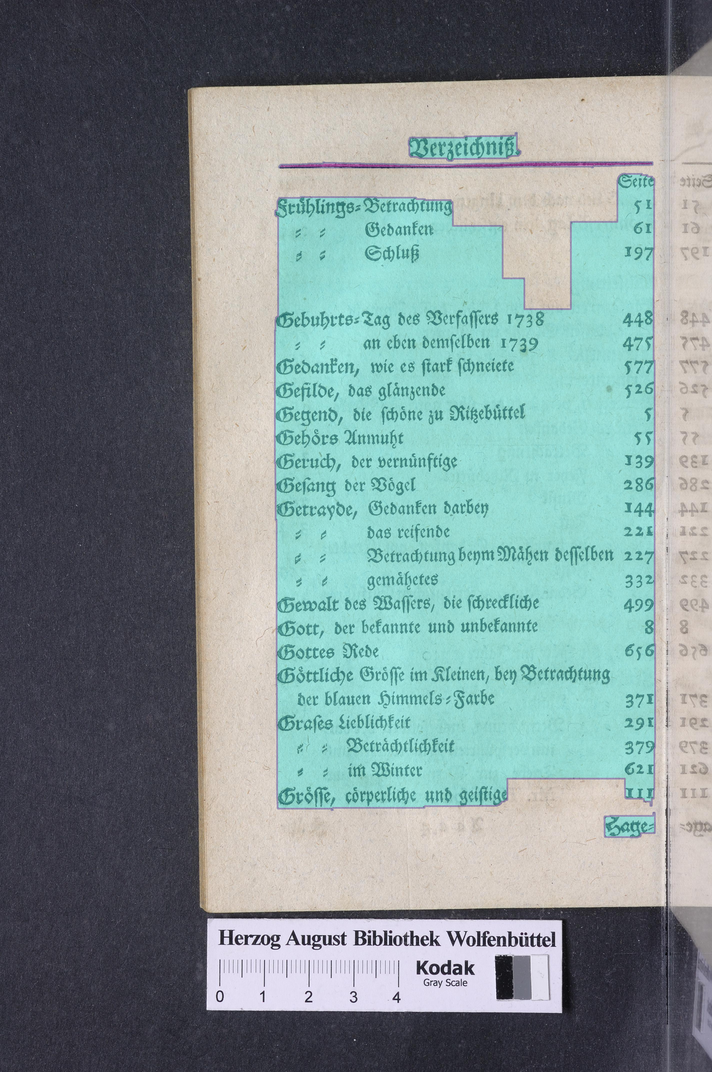 Verzeichniß.
Seite
Frühlings⸗Betrachtung 51
⸗ ⸗ Gedanken 61
⸗ ⸗ Schluß 197
Gebuhrts⸗Tag des Verfassers 1738 448
⸗ ⸗ an eben demselben 1739 475
Gedanken, wie es stark schneiete 577
Gefilde, das glänzende 526
Gegend, die schöne zu Ritzebüttel 5
Gehörs Anmuht 55
Geruch, der vernünftige 139
Gesang der Vögel 286
Getrayde, Gedanken darbey 144
⸗ ⸗ das reifende 221
⸗ ⸗ Betrachtung beym Mähen desselben 227
⸗ ⸗ gemähetes 332
Gewalt des Wassers, die schreckliche 499
Gott, der bekannte und unbekannte 8
Gottes Rede 656
Göttliche Grösse im Kleinen, bey Betrachtung
der blauen Himmels⸗Farbe 371
Grases Lieblichkeit 291
⸗ ⸗ Beträchtlichkeit 379
⸗ ⸗ im Winter 621
Grösse, cörperliche und geistige 111
Hage⸗
Herzog August Bibliothek Wolfenbüttel
Kodak
Gray Scale
0 1 2 3 4